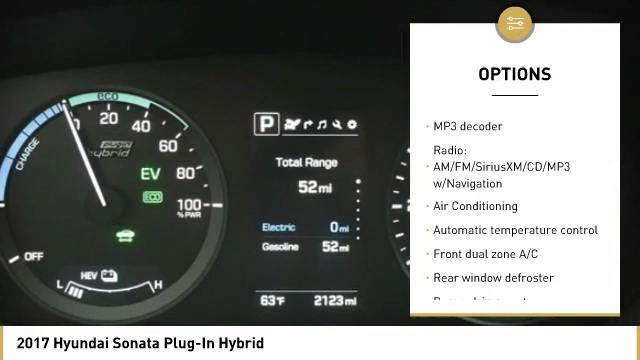 eco
20
40
60
80
100
% PWR
CHARGE
hybrid
EV
ECO
OFF
HEV
L
H
P
Total Range
52mi
Electric 0mi
Gasoline 52mi
63°F 2123mi
OPTIONS
MP3 decoder
Radio:
AM/FM/SiriusXM/CD/MP3
w/Navigation
Air Conditioning
Automatic temperature control
Front dual zone A/C
Rear window defroster
2017 Hyundai Sonata Plug-In Hybrid